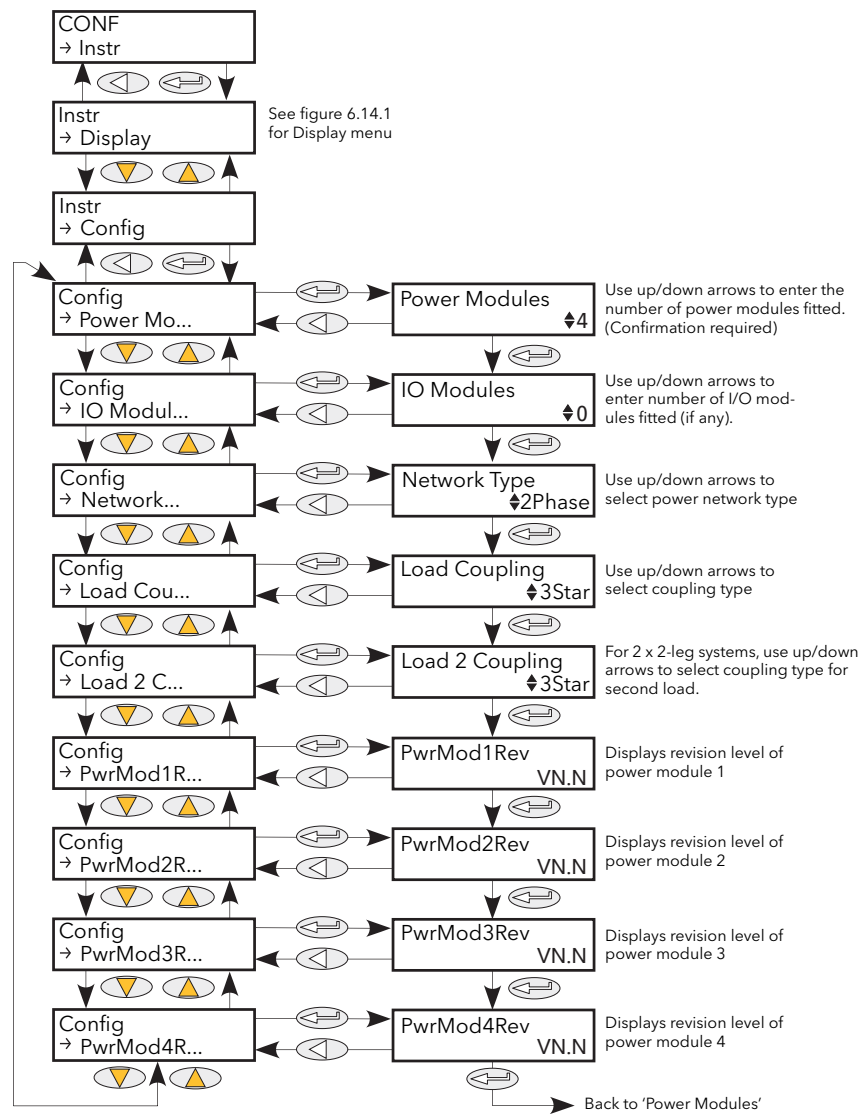 CONF
→ Instr
Instr
→ Display
See figure 6.14.1
for Display menu
Instr
→ Config
Config
→ Power Mo...
Power Modules
4
Use up/down arrows to enter the
number of power modules fitted.
(Confirmation required)
Config
→ IO Modul...
IO Modules
0
Use up/down arrows to
enter number of I/O mod-
ules fitted (if any).
Config
→ Network...
Network Type
2Phase
Use up/down arrows to
select power network type
Config
→ Load Cou...
Load Coupling
3Star
Use up/down arrows to
select coupling type
Config
→ Load 2 C...
Load 2 Coupling
3Star
For 2 x 2-leg systems, use up/down
arrows to select coupling type for
second load.
Config
→ PwrMod1R...
PwrMod1Rev
VN.N
Displays revision level of
power module 1
Config
→ PwrMod2R...
PwrMod2Rev
VN.N
Displays revision level of
power module 2
Config
→ PwrMod3R...
PwrMod3Rev
VN.N
Displays revision level of
power module 3
Config
→ PwrMod4R...
PwrMod4Rev
VN.N
Displays revision level of
power module 4
Back to ‘Power Modules’